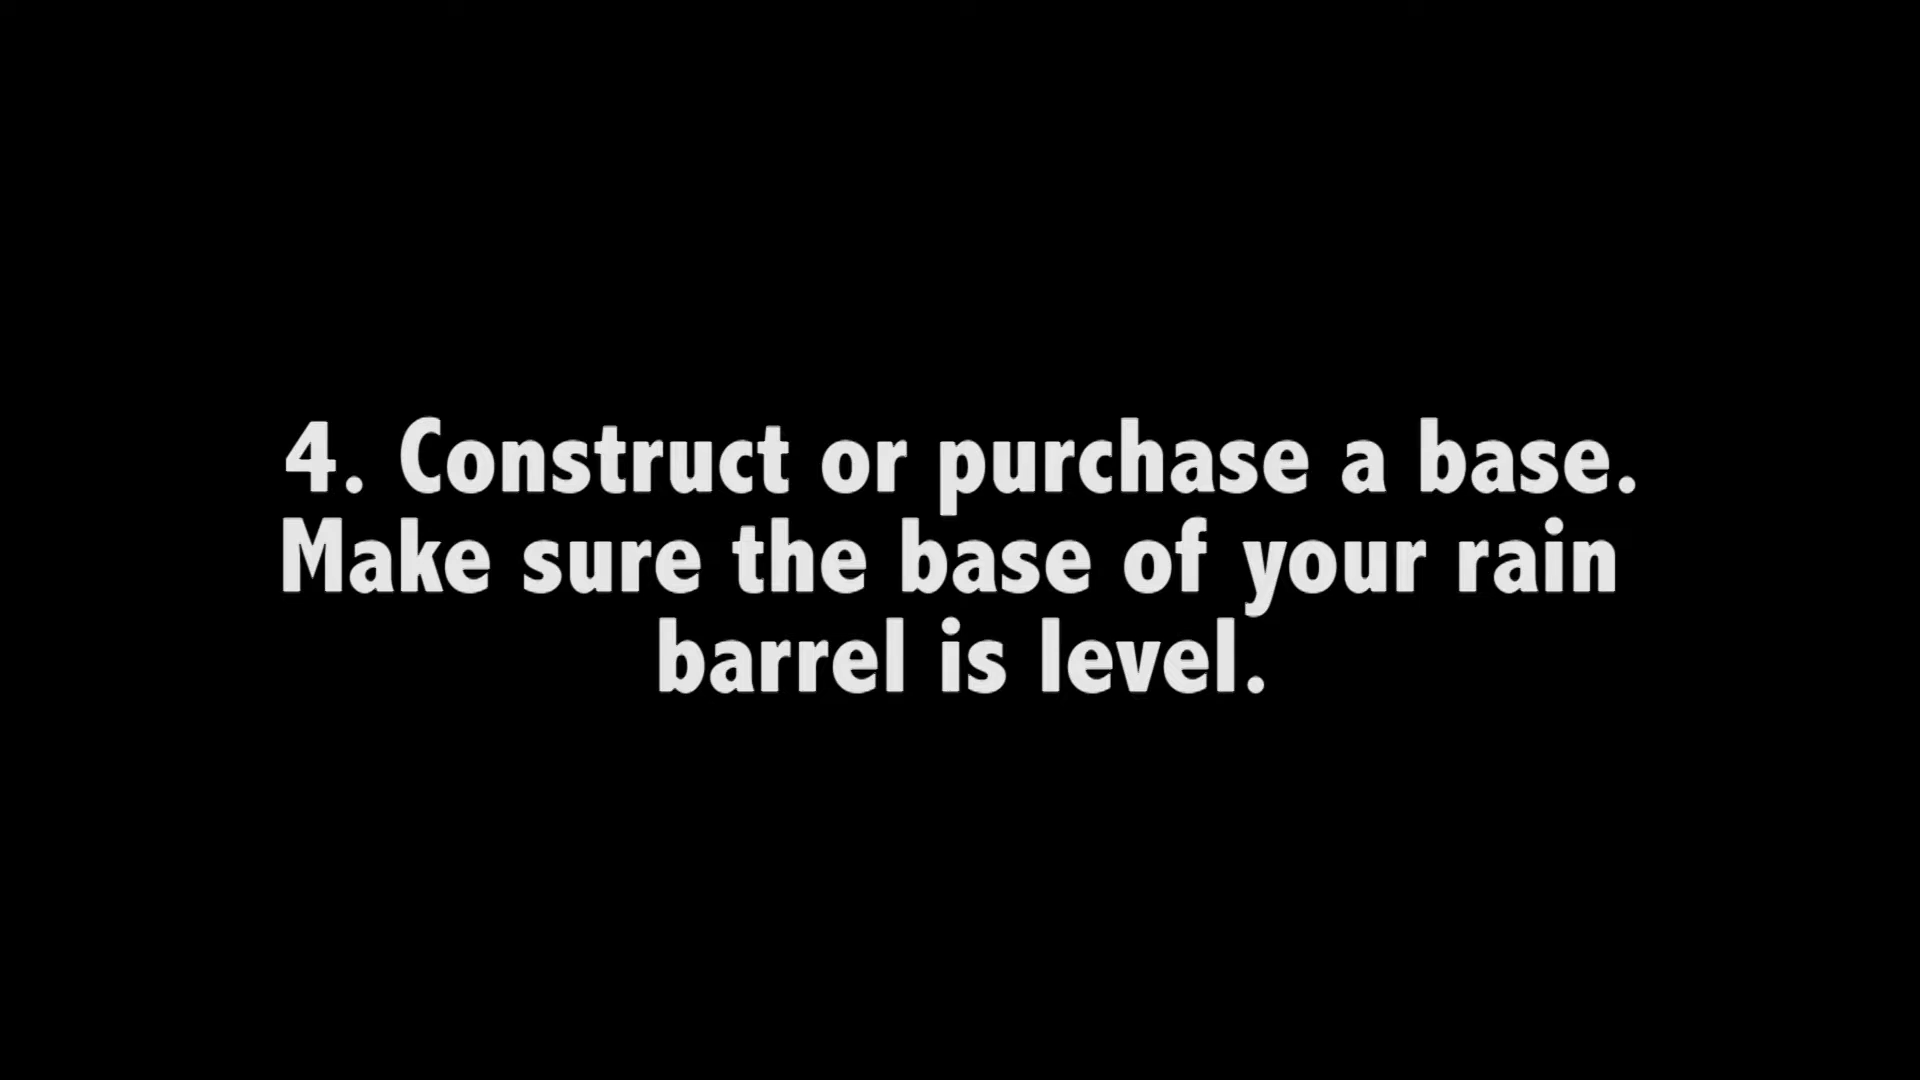 4. Construct or purchase a base.
Make sure the base of your rain
barrel is level.